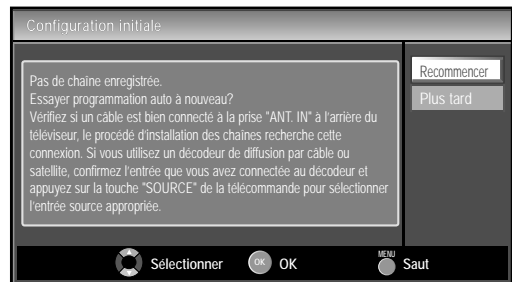 Configuration initiale
Pas de chaîne enregistrée.
Essayer programmation auto à nouveau?
Vérifiez si un câble est bien connecté à la prise "ANT. IN" à l'arrière du
téléviseur, le procédé d'installation des chaînes recherche cette
connexion. Si vous utilisez un décodeur de diffusion par câble ou
satellite, confirmez l'entrée que vous avez connectée au décodeur et
appuyez sur la touche "SOURCE" de la télécommande pour sélectionner
l'entrée source appropriée.
Recommencer
Plus tard
Sélectionner
OK OK
MENU Saut